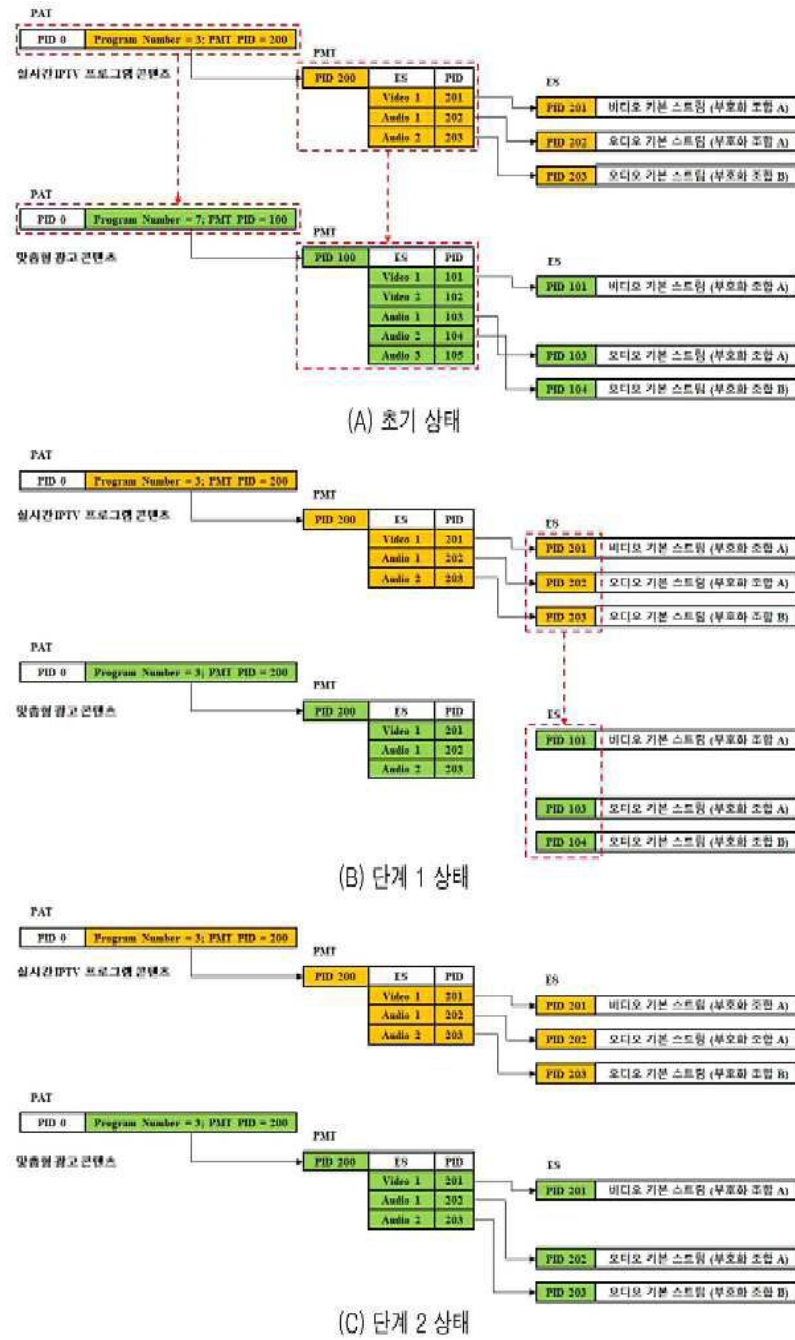 PAT
PID 0 Program Number = 3; PMT PID = 200
실시간 IPTV 프로그램 콘텐츠
PMT
PID 200 ES PID
Video 1 201
Audio 1 202
Audio 2 203
ES
PID 201 비디오 기본 스트림 (부호화 조합 A)
PID 202 오디오 기본 스트림 (부호화 조합 A)
PID 203 오디오 기본 스트림 (부호화 조합 B)
PAT
PID 0 Program Number = 7; PMT PID = 100
맞춤형 광고 콘텐츠
PMT
PID 100 ES PID
Video 1 101
Video 2 102
Audio 1 103
Audio 2 104
Audio 3 105
ES
PID 101 비디오 기본 스트림 (부호화 조합 A)
PID 103 오디오 기본 스트림 (부호화 조합 A)
PID 104 오디오 기본 스트림 (부호화 조합 B)
(A) 초기 상태
PAT
PID 0 Program Number = 3; PMT PID = 200
실시간 IPTV 프로그램 콘텐츠
PMT
PID 200 ES PID
Video 1 201
Audio 1 202
Audio 2 203
ES
PID 201 비디오 기본 스트림 (부호화 조합 A)
PID 202 오디오 기본 스트림 (부호화 조합 A)
PID 203 오디오 기본 스트림 (부호화 조합 B)
PAT
PID 0 Program Number = 3; PMT PID = 200
맞춤형 광고 콘텐츠
PMT
PID 200 ES PID
Video 1 201
Audio 1 202
Audio 2 203
ES
PID 101 비디오 기본 스트림 (부호화 조합 A)
PID 103 오디오 기본 스트림 (부호화 조합 A)
PID 104 오디오 기본 스트림 (부호화 조합 B)
(B) 단계 1 상태
PAT
PID 0 Program Number = 3; PMT PID = 200
실시간 IPTV 프로그램 콘텐츠
PMT
PID 200 ES PID
Video 1 201
Audio 1 202
Audio 2 203
ES
PID 201 비디오 기본 스트림 (부호화 조합 A)
PID 202 오디오 기본 스트림 (부호화 조합 A)
PID 203 오디오 기본 스트림 (부호화 조합 B)
PAT
PID 0 Program Number = 3; PMT PID = 200
맞춤형 광고 콘텐츠
PMT
PID 200 ES PID
Video 1 201
Audio 1 202
Audio 2 203
ES
PID 201 비디오 기본 스트림 (부호화 조합 A)
PID 202 오디오 기본 스트림 (부호화 조합 A)
PID 203 오디오 기본 스트림 (부호화 조합 B)
(C) 단계 2 상태